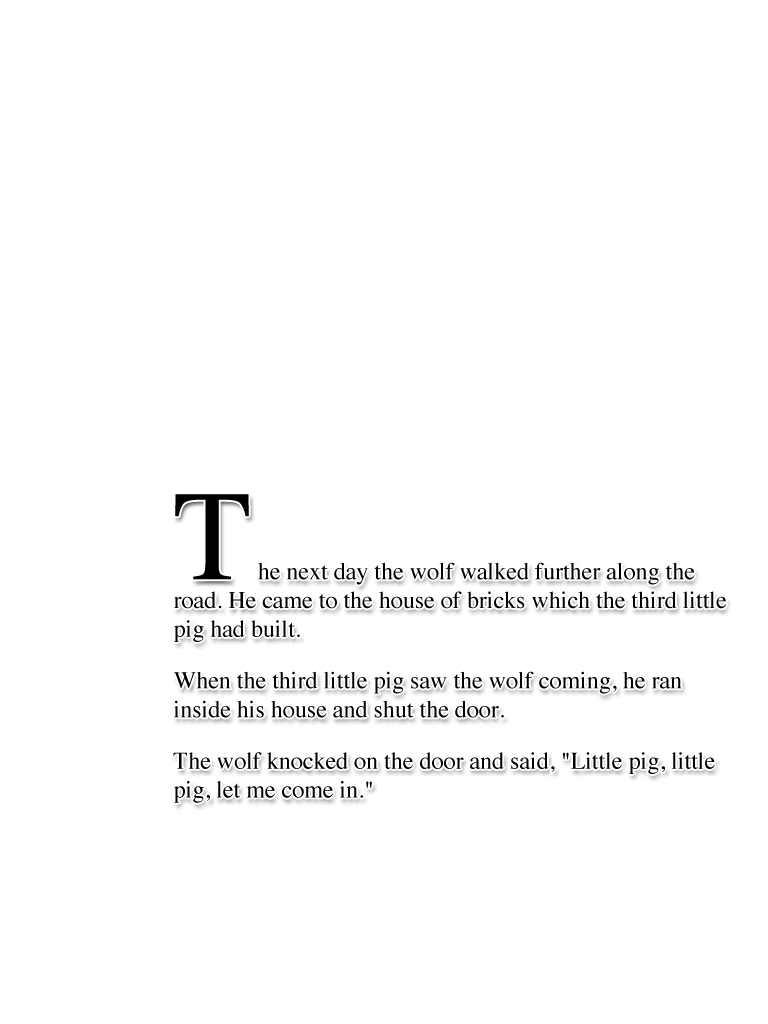 The next day the wolf walked further along the
road. He came to the house of bricks which the third little
pig had built.
When the third little pig saw the wolf coming, he ran
inside his house and shut the door.
The wolf knocked on the door and said, "Little pig, little
pig, let me come in."